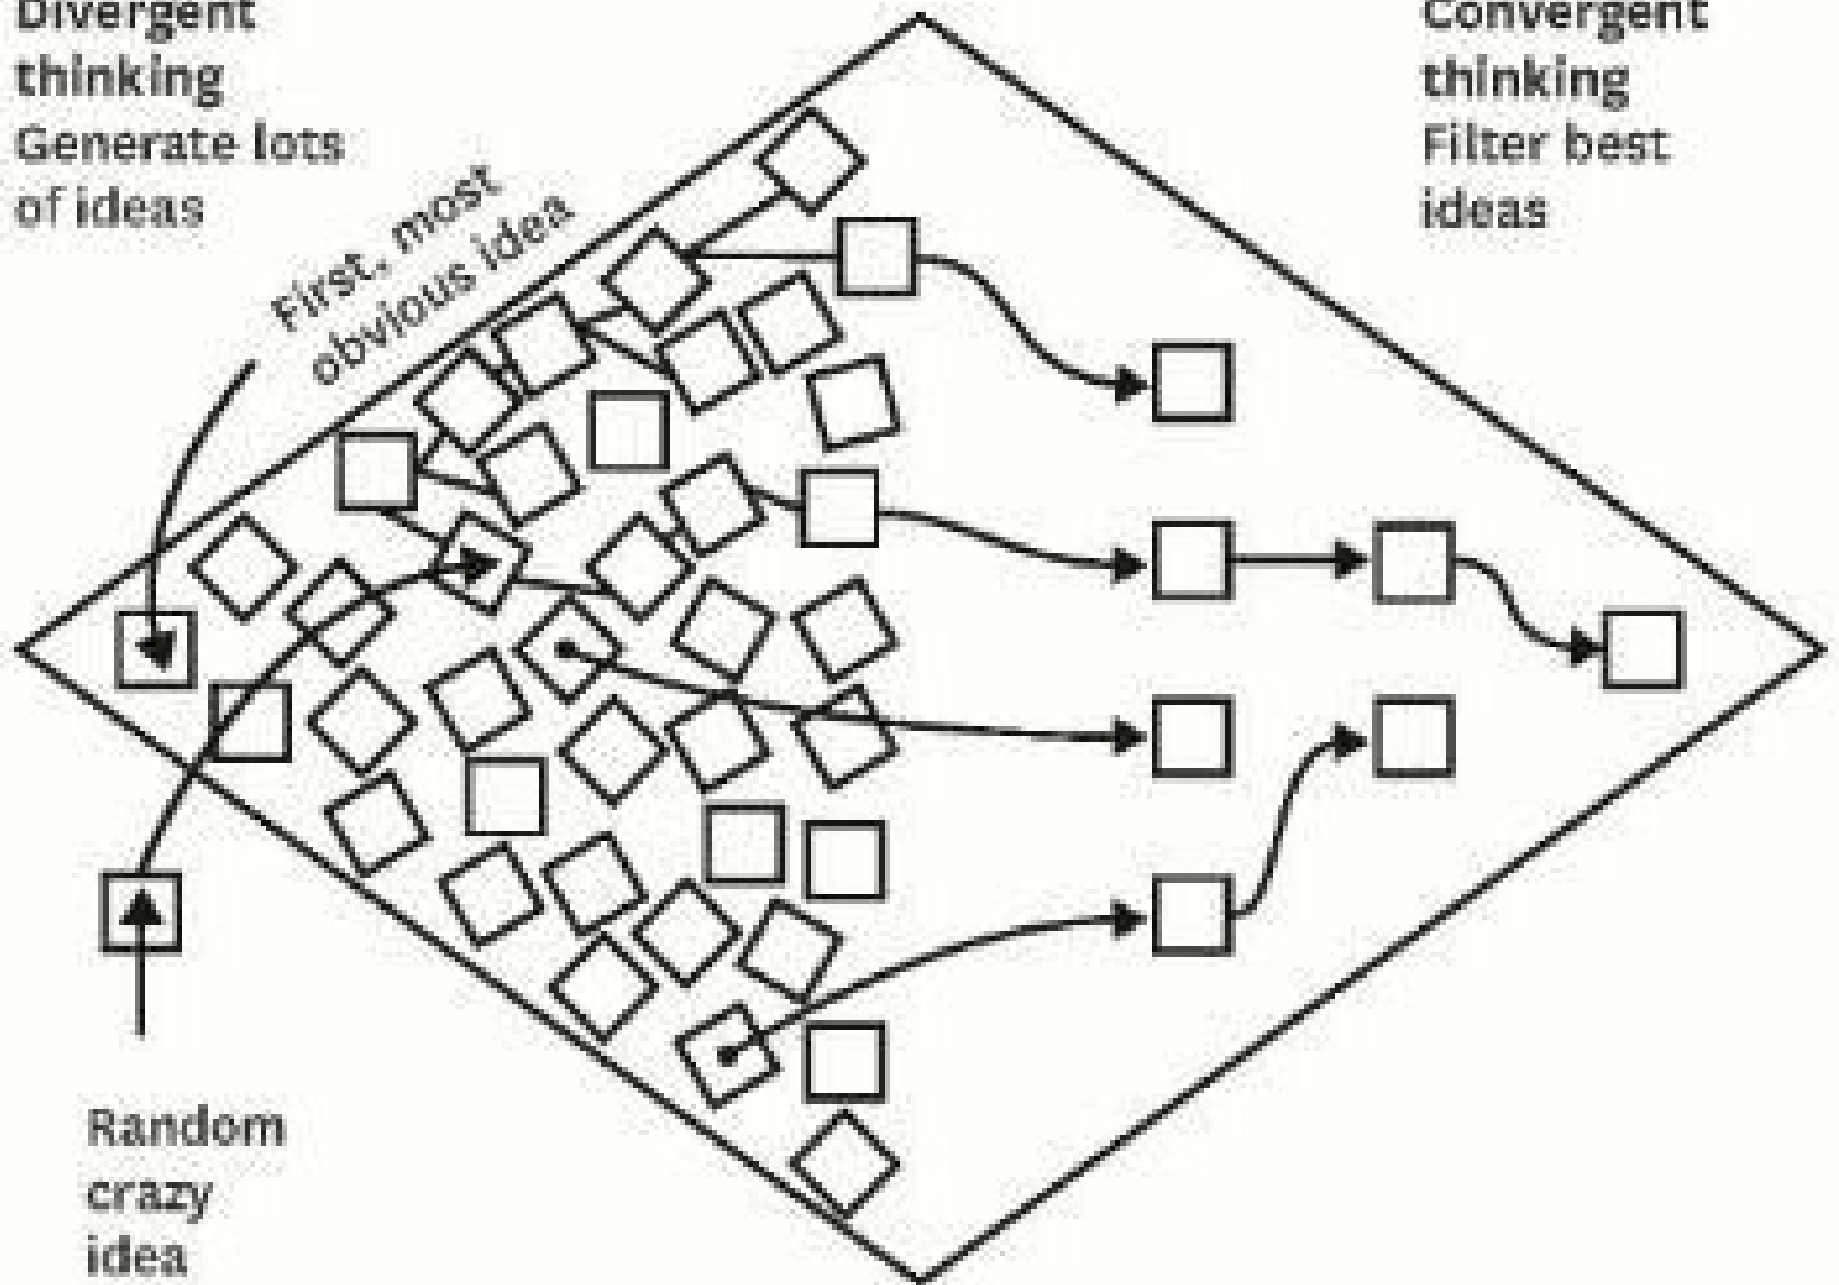 Divergent
thinking
Generate lots
of ideas
First, most
obvious idea
Convergent
thinking
Filter best
ideas
Random
crazy
idea